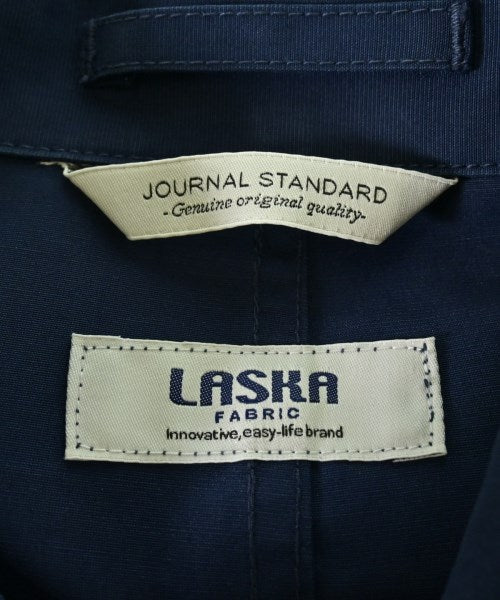 JOURNAL STANDARD
-Genuine original quality-
LASKA
FABRIC
Innovative, easy-life brand